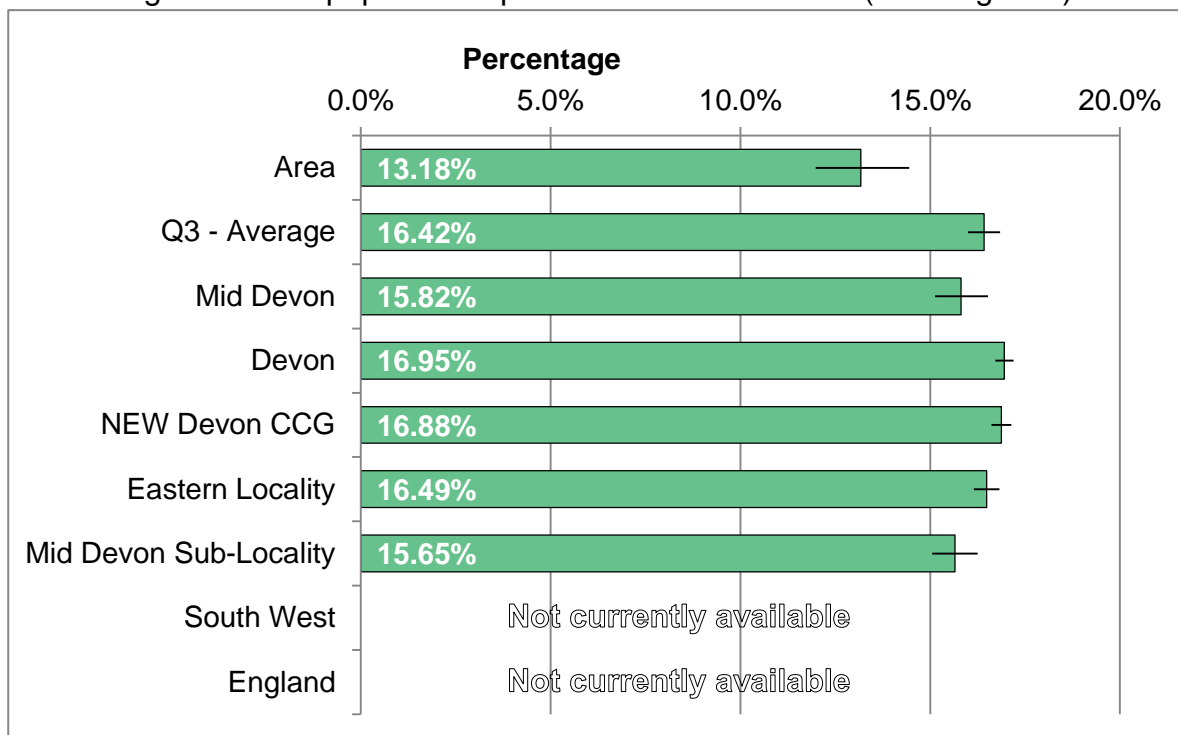 Percentage
0.0% 5.0% 10.0% 15.0% 20.0%
Area 13.18%
Q3 - Average 16.42%
Mid Devon 15.82%
Devon 16.95%
NEW Devon CCG 16.88%
Eastern Locality 16.49%
Mid Devon Sub-Locality 15.65%
South West Not currently available
England Not currently available